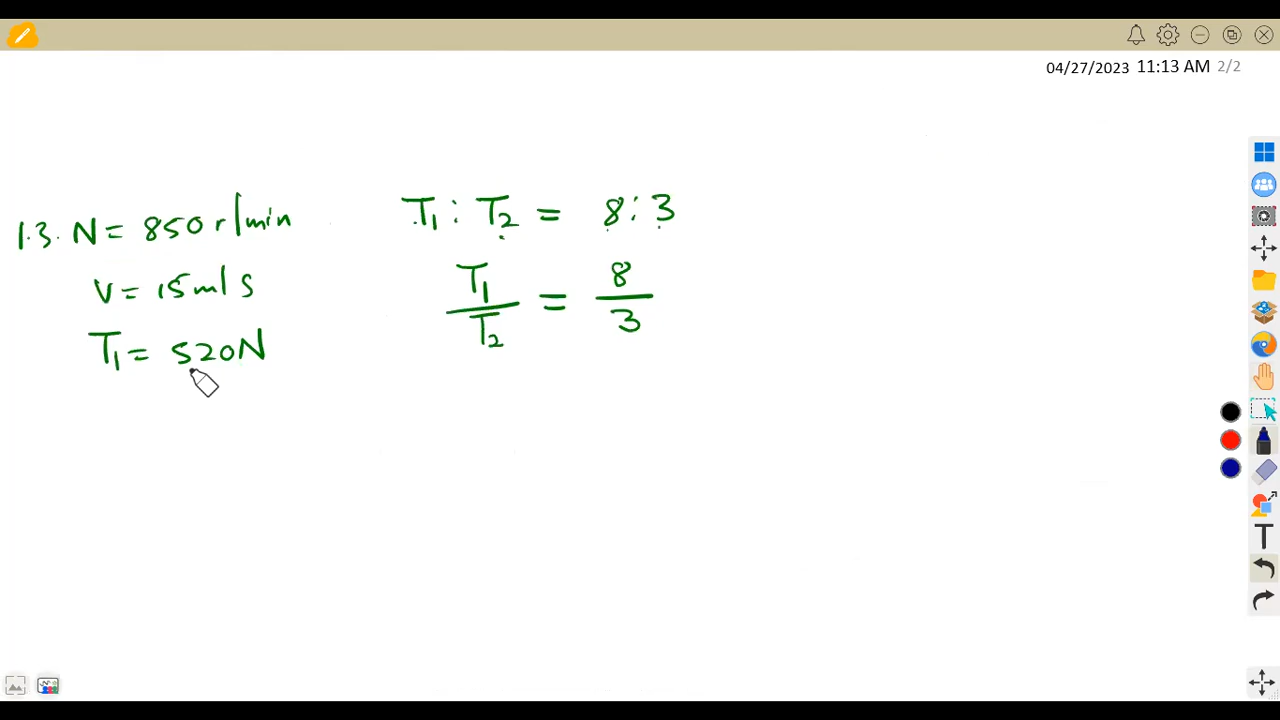 04/27/2023 11:13 AM 2/2
1.3. N = 850 r/min
V = 15 m/s
T1 = 520N
T1 : T2 = 8 : 3
T1/T2 = 8/3
T